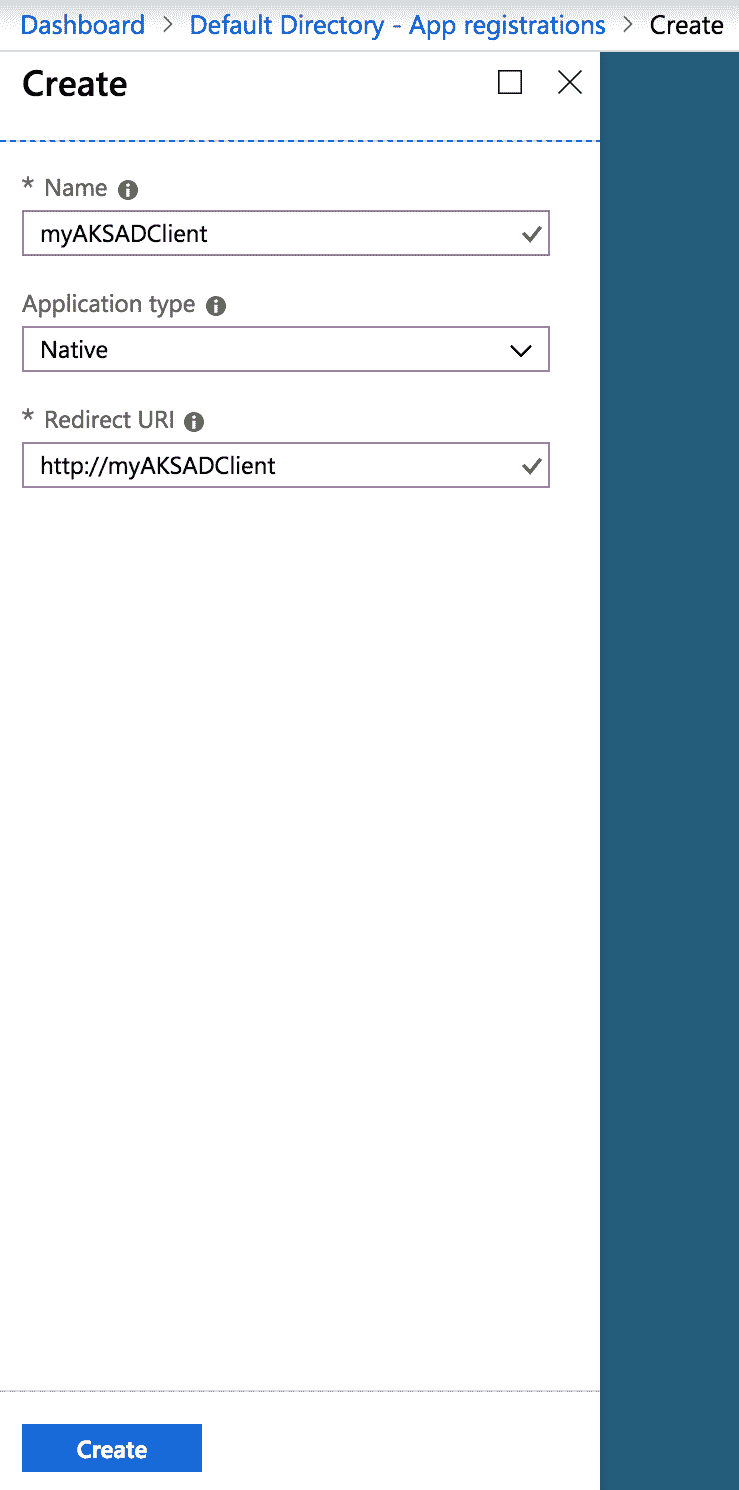 Dashboard > Default Directory - App registrations > Create
Create
* Name
myAKSADClient
Application type
Native
* Redirect URI
http://myAKSADClient
Create